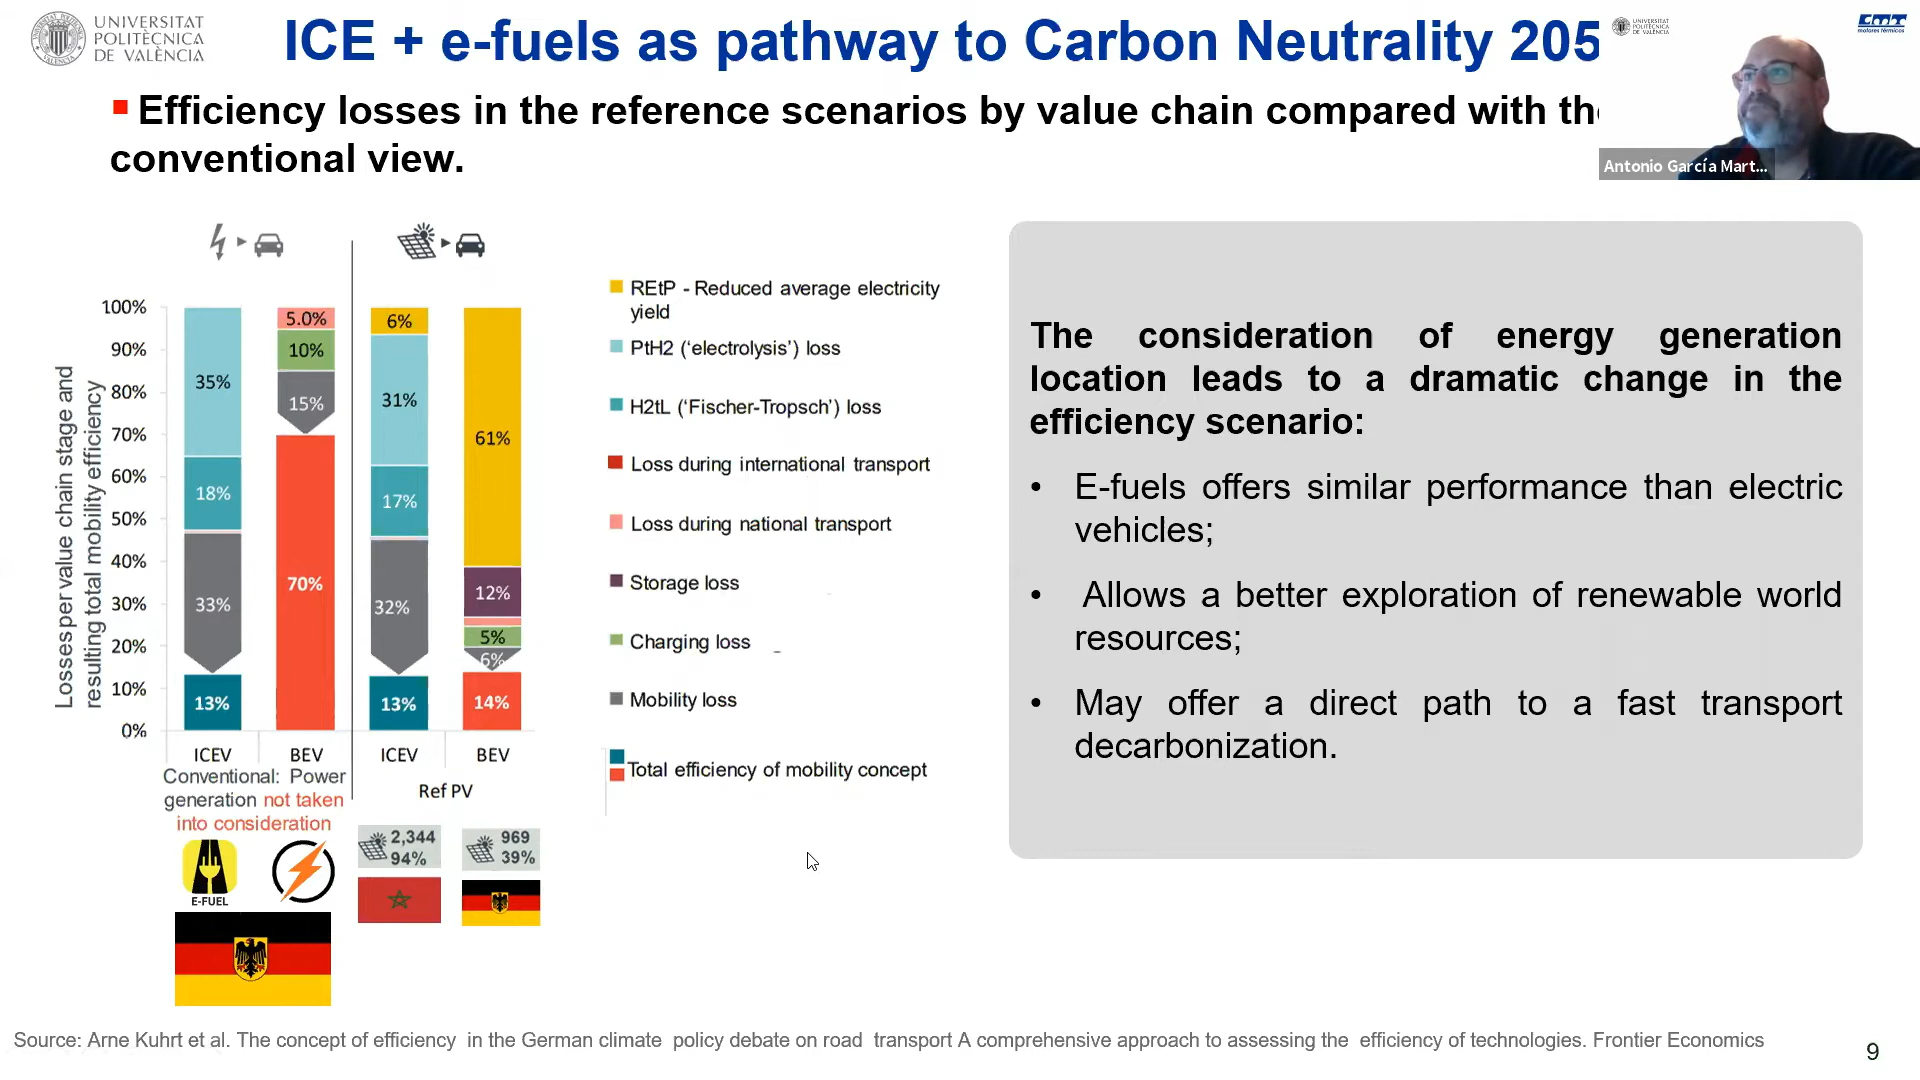 UNIVERSITAT
POLITÈCNICA
DE VALÈNCIA
ICE + e-fuels as pathway to Carbon Neutrality 205
UNIVERSITAT
POLITÈCNICA
DE VALÈNCIA
CMT
motores térmicos
Efficiency losses in the reference scenarios by value chain compared with the
conventional view.
Antonio García Mart...
Losses per value chain stage and
resulting total mobility efficiency
100%
90%
80%
70%
60%
50%
40%
30%
20%
10%
0%
35%
18%
33%
13%
5.0%
10%
15%
70%
6%
31%
17%
32%
13%
61%
12%
5%
6%
14%
ICEV
BEV
ICEV
BEV
Conventional: Power
generation not taken
into consideration
Ref PV
E-FUEL
2,344
94%
969
39%
REtP - Reduced average electricity
yield
PtH2 (‘electrolysis’) loss
H2tL (‘Fischer-Tropsch’) loss
Loss during international transport
Loss during national transport
Storage loss
Charging loss
Mobility loss
Total efficiency of mobility concept
The consideration of energy generation
location leads to a dramatic change in the
efficiency scenario:
• E-fuels offers similar performance than electric
vehicles;
• Allows a better exploration of renewable world
resources;
• May offer a direct path to a fast transport
decarbonization.
Source: Arne Kuhrt et al. The concept of efficiency in the German climate policy debate on road transport A comprehensive approach to assessing the efficiency of technologies. Frontier Economics
9